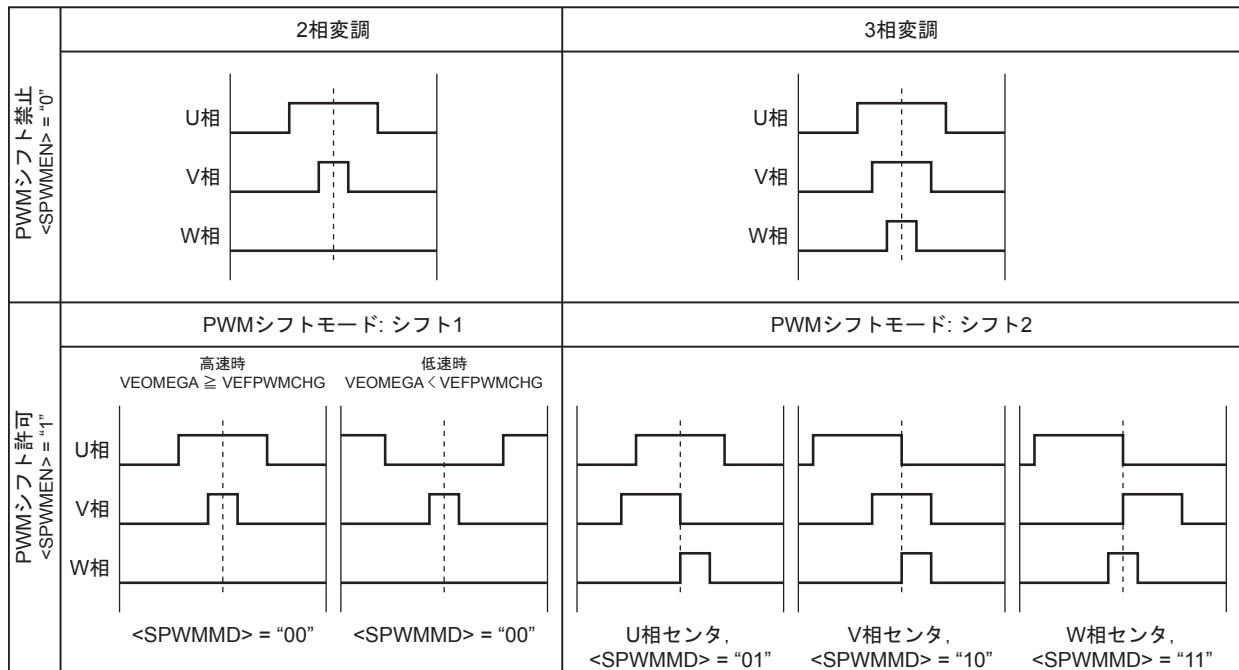 2相変調
3相変調
PWMシフト禁止
<SPWMEN> = “0”
U相
V相
W相
U相
V相
W相
PWMシフト許可
<SPWMEN> = “1”
PWMシフトモード: シフト1
PWMシフトモード: シフト2
高速時
VEOMEGA ≧ VEFPWMCHG
低速時
VEOMEGA < VEFPWMCHG
U相
V相
W相
<SPWMMD> = “00”
<SPWMMD> = “00”
U相センタ,
<SPWMMD> = “01”
V相センタ,
<SPWMMD> = “10”
W相センタ,
<SPWMMD> = “11”